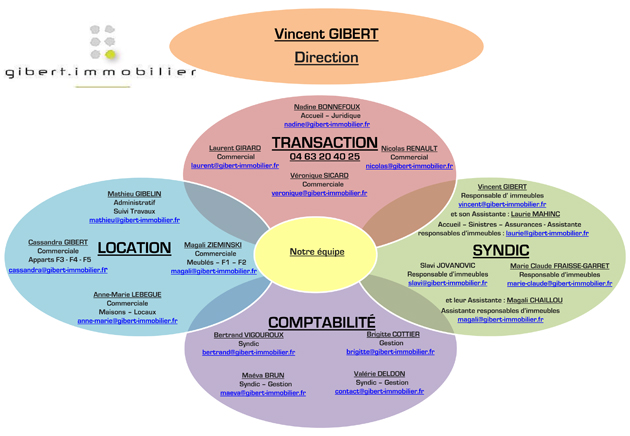 gibert.immobilier
Vincent GIBERT
Direction
Nadine BONNEFOUX
Accueil – Juridique
nadine@gibert-immobilier.fr
TRANSACTION
04 63 20 40 25
Laurent GIRARD
Commercial
laurent@gibert-immobilier.fr
Nicolas RENAULT
Commercial
nicolas@gibert-immobilier.fr
Véronique SICARD
Commerciale
veronique@gibert-immobilier.fr
Mathieu GIBELIN
Administratif
Suivi Travaux
mathieu@gibert-immobilier.fr
Cassandra GIBERT
Commerciale
Apparts F3 - F4 - F5
cassandra@gibert-immobilier.fr
LOCATION
Magali ZIEMINSKI
Commerciale
Meublés – F1 – F2
magali@gibert-immobilier.fr
Anne-Marie LEBEGUE
Commerciale
Maisons – Locaux
anne-marie@gibert-immobilier.fr
Notre équipe
Vincent GIBERT
Responsable d' immeubles
vincent@gibert-immobilier.fr
et son Assistante : Laurie MAHINC
Accueil – Sinistres – Assurances - Assistante
responsables d'immeubles : laurie@gibert-immobilier.fr
SYNDIC
Slavi JOVANOVIC
Responsable d'immeubles
slavi@gibert-immobilier.fr
Marie Claude FRAISSE-GARRET
Responsable d'immeubles
marie-claude@gibert-immobilier.fr
et leur Assistante : Magali CHAILLOU
Assistante responsables d'immeubles
magali@gibert-immobilier.fr
COMPTABILITÉ
Bertrand VIGOUROUX
Syndic
bertrand@gibert-immobilier.fr
Brigitte COTTIER
Gestion
brigitte@gibert-immobilier.fr
Maéva BRUN
Syndic – Gestion
maeva@gibert-immobilier.fr
Valérie DELDON
Syndic – Gestion
contact@gibert-immobilier.fr